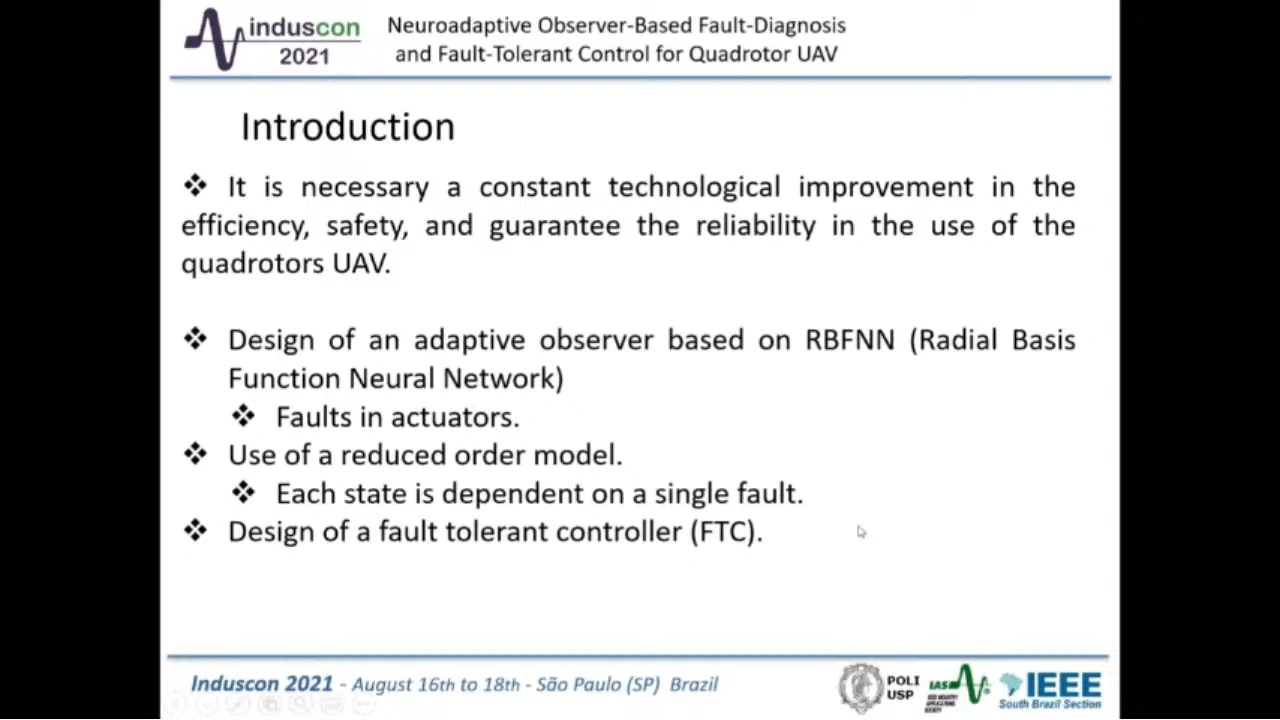 induscon
2021
Neuroadaptive Observer-Based Fault-Diagnosis
and Fault-Tolerant Control for Quadrotor UAV
Introduction
❖ It is necessary a constant technological improvement in the
efficiency, safety, and guarantee the reliability in the use of the
quadrotors UAV.
❖ Design of an adaptive observer based on RBFNN (Radial Basis
Function Neural Network)
❖ Faults in actuators.
❖ Use of a reduced order model.
❖ Each state is dependent on a single fault.
❖ Design of a fault tolerant controller (FTC).
Induscon 2021 - August 16th to 18th - São Paulo (SP) Brazil
POLI
USP
IAS
IEEE INDUSTRY
APPLICATIONS
SOCIETY
IEEE
South Brazil Section